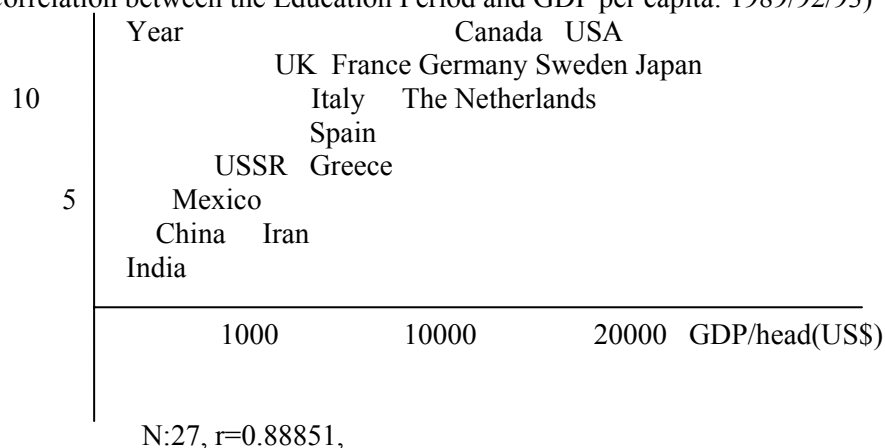 correlation between the Education Period and GDP per capita: 1989/92/93)
Year Canada USA
UK France Germany Sweden Japan
10 Italy The Netherlands
Spain
USSR Greece
5 Mexico
China Iran
India
1000 10000 20000 GDP/head(US$)
N:27, r=0.88851,